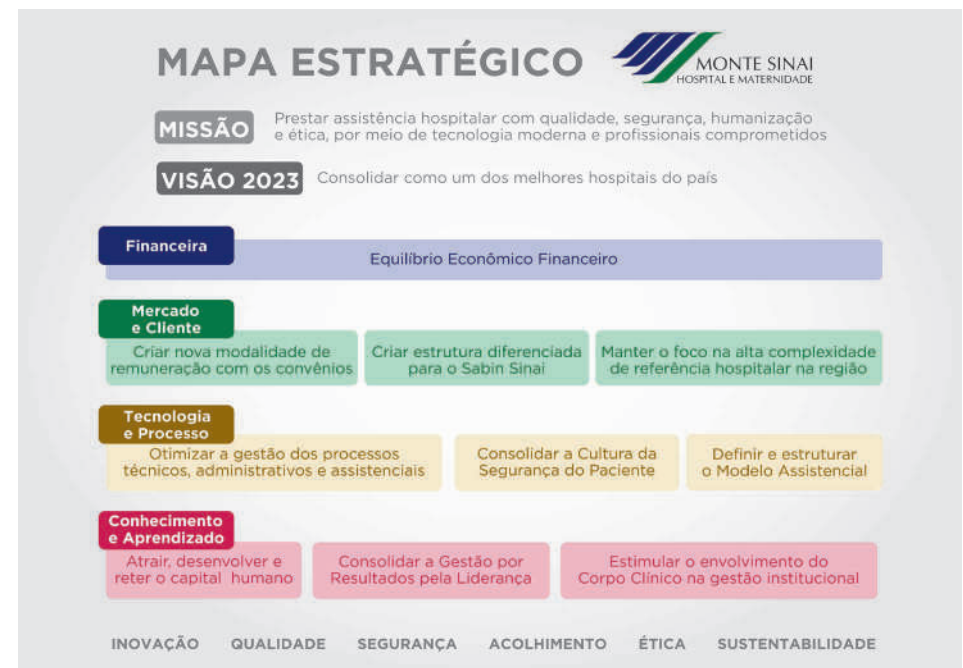 MAPA ESTRATÉGICO
MONTE SINAI
HOSPITAL E MATERNIDADE
MISSÃO
Prestar assistência hospitalar com qualidade, segurança, humanização
e ética, por meio de tecnologia moderna e profissionais comprometidos
VISÃO 2023
Consolidar como um dos melhores hospitais do país
Financeira
Equilíbrio Econômico Financeiro
Mercado
e Cliente
Criar nova modalidade de
remuneração com os convênios
Criar estrutura diferenciada
para o Sabin Sinai
Manter o foco na alta complexidade
de referência hospitalar na região
Tecnologia
e Processo
Otimizar a gestão dos processos
técnicos, administrativos e assistenciais
Consolidar a Cultura da
Segurança do Paciente
Definir e estruturar
o Modelo Assistencial
Conhecimento
e Aprendizado
Atrair, desenvolver e
reter o capital humano
Consolidar a Gestão por
Resultados pela Liderança
Estimular o envolvimento do
Corpo Clínico na gestão institucional
INOVAÇÃO QUALIDADE SEGURANÇA ACOLHIMENTO ÉTICA SUSTENTABILIDADE